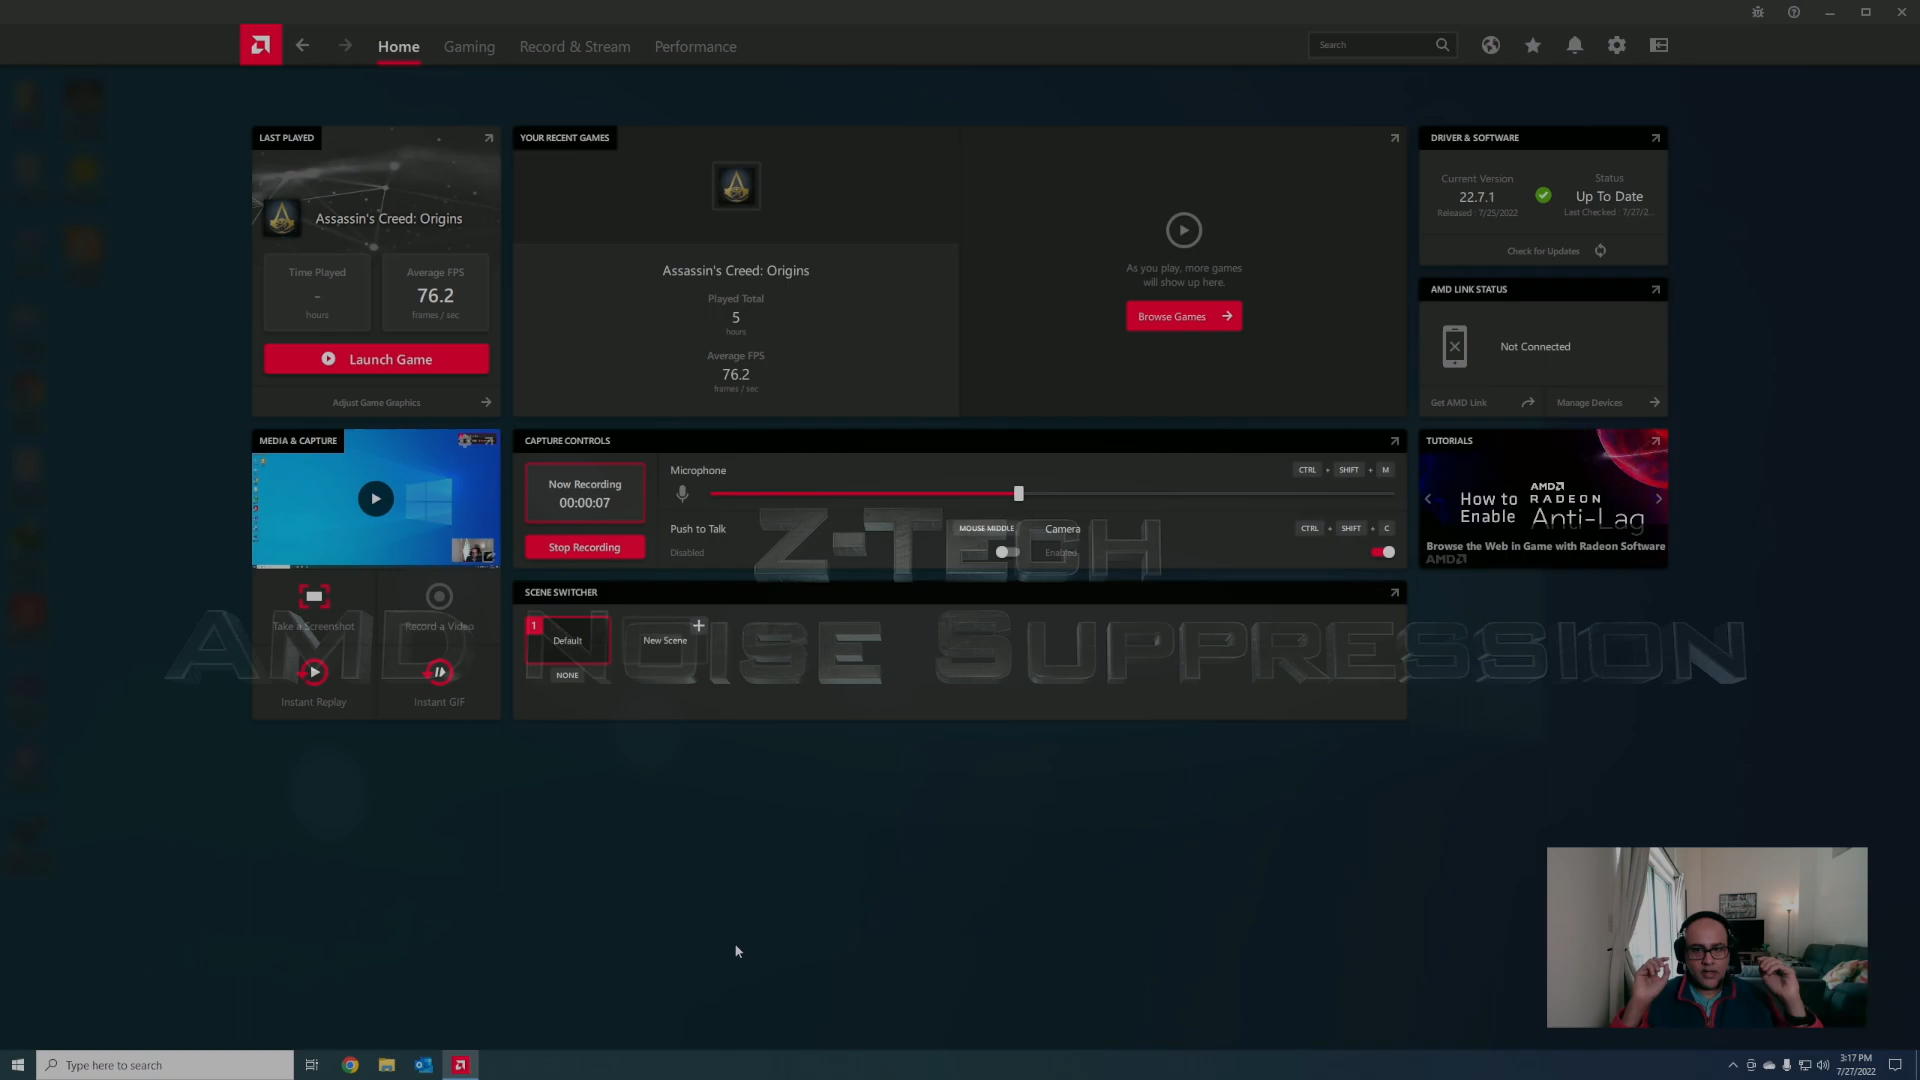 Home
Gaming
Record & Stream
Performance
Search
LAST PLAYED
Assassin's Creed: Origins
Time Played
-
hours
Average FPS
76.2
frames / sec
Launch Game
Adjust Game Graphics
YOUR RECENT GAMES
Assassin's Creed: Origins
Played Total
5
hours
Average FPS
76.2
frames / sec
As you play, more games
will show up here.
Browse Games
DRIVER & SOFTWARE
Current Version
22.7.1
Released : 7/25/2022
Status
Up To Date
Last Checked : 7/27/2...
Check for Updates
AMD LINK STATUS
Not Connected
Get AMD Link
Manage Devices
MEDIA & CAPTURE
Take a Screenshot
Record a Video
Instant Replay
Instant GIF
CAPTURE CONTROLS
Now Recording
00:00:07
Stop Recording
Microphone
CTRL + SHIFT + M
Push to Talk
MOUSE MIDDLE
Disabled
Camera
CTRL + SHIFT + C
Enabled
SCENE SWITCHER
1
Default
NONE
New Scene
TUTORIALS
How to Enable
AMD RADEON Anti-Lag
Browse the Web in Game with Radeon Software
AMD
Z-Tech
AMD Noise Suppression
Type here to search
3:17 PM
7/27/2022